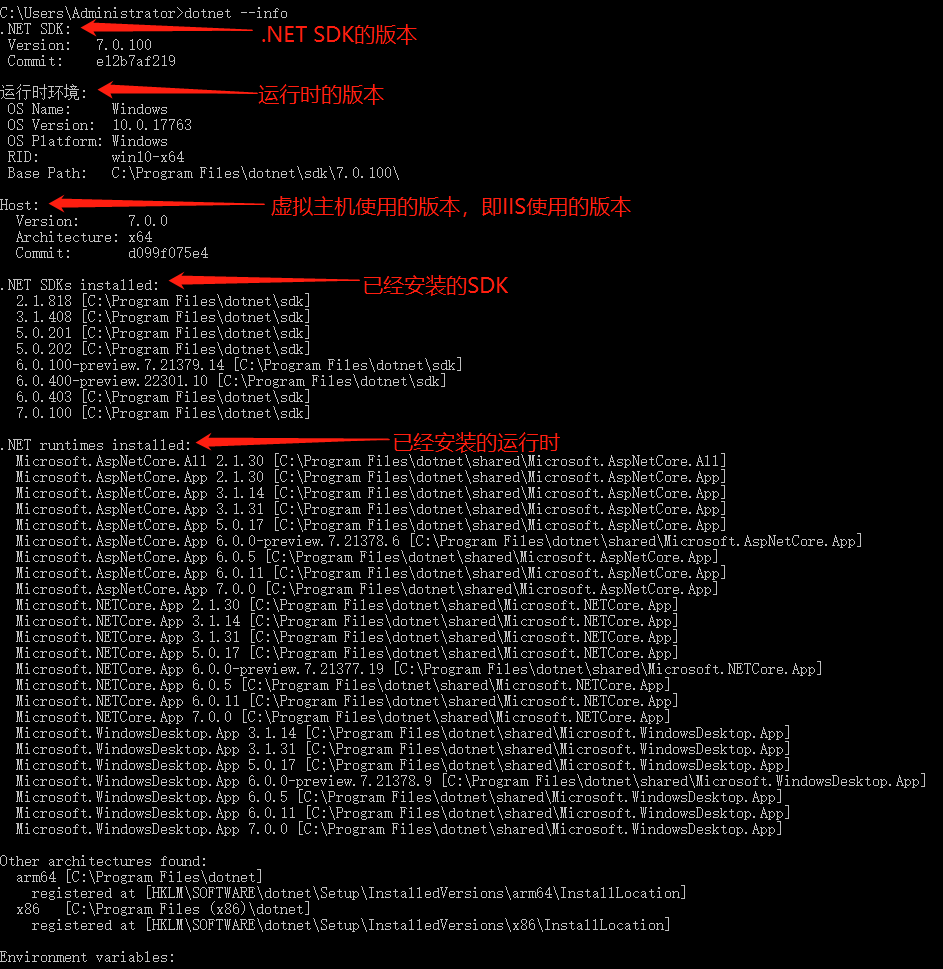 C:\Users\Administrator>dotnet --info
.NET SDK:
.NET SDK的版本
Version:   7.0.100
Commit:    e12b7af219
运行时环境:
运行时的版本
OS Name:     Windows
OS Version:  10.0.17763
OS Platform: Windows
RID:         win10-x64
Base Path:   C:\Program Files\dotnet\sdk\7.0.100\
Host:
虚拟主机使用的版本，即IIS使用的版本
Version:      7.0.0
Architecture: x64
Commit:       d099f075e4
.NET SDKs installed:
已经安装的SDK
2.1.818 [C:\Program Files\dotnet\sdk]
3.1.408 [C:\Program Files\dotnet\sdk]
5.0.201 [C:\Program Files\dotnet\sdk]
5.0.202 [C:\Program Files\dotnet\sdk]
6.0.100-preview.7.21379.14 [C:\Program Files\dotnet\sdk]
6.0.400-preview.22301.10 [C:\Program Files\dotnet\sdk]
6.0.403 [C:\Program Files\dotnet\sdk]
7.0.100 [C:\Program Files\dotnet\sdk]
.NET runtimes installed:
已经安装的运行时
Microsoft.AspNetCore.All 2.1.30 [C:\Program Files\dotnet\shared\Microsoft.AspNetCore.All]
Microsoft.AspNetCore.App 2.1.30 [C:\Program Files\dotnet\shared\Microsoft.AspNetCore.App]
Microsoft.AspNetCore.App 3.1.14 [C:\Program Files\dotnet\shared\Microsoft.AspNetCore.App]
Microsoft.AspNetCore.App 3.1.31 [C:\Program Files\dotnet\shared\Microsoft.AspNetCore.App]
Microsoft.AspNetCore.App 5.0.17 [C:\Program Files\dotnet\shared\Microsoft.AspNetCore.App]
Microsoft.AspNetCore.App 6.0.0-preview.7.21378.6 [C:\Program Files\dotnet\shared\Microsoft.AspNetCore.App]
Microsoft.AspNetCore.App 6.0.5 [C:\Program Files\dotnet\shared\Microsoft.AspNetCore.App]
Microsoft.AspNetCore.App 6.0.11 [C:\Program Files\dotnet\shared\Microsoft.AspNetCore.App]
Microsoft.AspNetCore.App 7.0.0 [C:\Program Files\dotnet\shared\Microsoft.AspNetCore.App]
Microsoft.NETCore.App 2.1.30 [C:\Program Files\dotnet\shared\Microsoft.NETCore.App]
Microsoft.NETCore.App 3.1.14 [C:\Program Files\dotnet\shared\Microsoft.NETCore.App]
Microsoft.NETCore.App 3.1.31 [C:\Program Files\dotnet\shared\Microsoft.NETCore.App]
Microsoft.NETCore.App 5.0.17 [C:\Program Files\dotnet\shared\Microsoft.NETCore.App]
Microsoft.NETCore.App 6.0.0-preview.7.21377.19 [C:\Program Files\dotnet\shared\Microsoft.NETCore.App]
Microsoft.NETCore.App 6.0.5 [C:\Program Files\dotnet\shared\Microsoft.NETCore.App]
Microsoft.NETCore.App 6.0.11 [C:\Program Files\dotnet\shared\Microsoft.NETCore.App]
Microsoft.NETCore.App 7.0.0 [C:\Program Files\dotnet\shared\Microsoft.NETCore.App]
Microsoft.WindowsDesktop.App 3.1.14 [C:\Program Files\dotnet\shared\Microsoft.WindowsDesktop.App]
Microsoft.WindowsDesktop.App 3.1.31 [C:\Program Files\dotnet\shared\Microsoft.WindowsDesktop.App]
Microsoft.WindowsDesktop.App 5.0.17 [C:\Program Files\dotnet\shared\Microsoft.WindowsDesktop.App]
Microsoft.WindowsDesktop.App 6.0.0-preview.7.21378.9 [C:\Program Files\dotnet\shared\Microsoft.WindowsDesktop.App]
Microsoft.WindowsDesktop.App 6.0.5 [C:\Program Files\dotnet\shared\Microsoft.WindowsDesktop.App]
Microsoft.WindowsDesktop.App 6.0.11 [C:\Program Files\dotnet\shared\Microsoft.WindowsDesktop.App]
Microsoft.WindowsDesktop.App 7.0.0 [C:\Program Files\dotnet\shared\Microsoft.WindowsDesktop.App]
Other architectures found:
arm64 [C:\Program Files\dotnet]
registered at [HKLM\SOFTWARE\dotnet\Setup\InstalledVersions\arm64\InstallLocation]
x86   [C:\Program Files (x86)\dotnet]
registered at [HKLM\SOFTWARE\dotnet\Setup\InstalledVersions\x86\InstallLocation]
Environment variables: